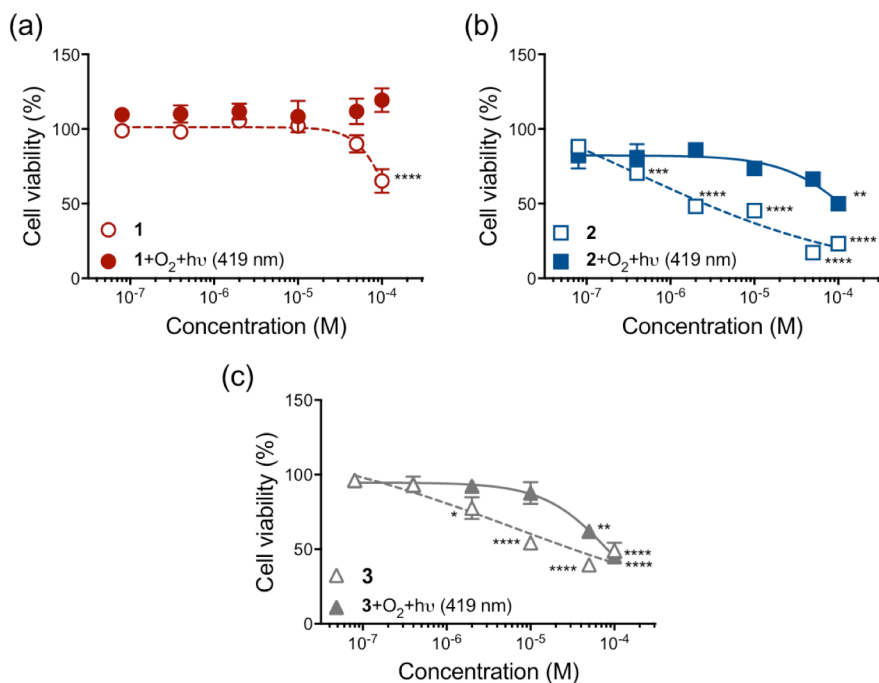 (a)
150
100
50
0
Cell viability (%)
****
1
1+O₂+hυ (419 nm)
10⁻⁷ 10⁻⁶ 10⁻⁵ 10⁻⁴
Concentration (M)
(b)
150
100
50
0
Cell viability (%)
***
****
****
**
****
****
2
2+O₂+hυ (419 nm)
10⁻⁷ 10⁻⁶ 10⁻⁵ 10⁻⁴
Concentration (M)
(c)
150
100
50
0
Cell viability (%)
*
****
**
****
****
****
3
3+O₂+hυ (419 nm)
10⁻⁷ 10⁻⁶ 10⁻⁵ 10⁻⁴
Concentration (M)